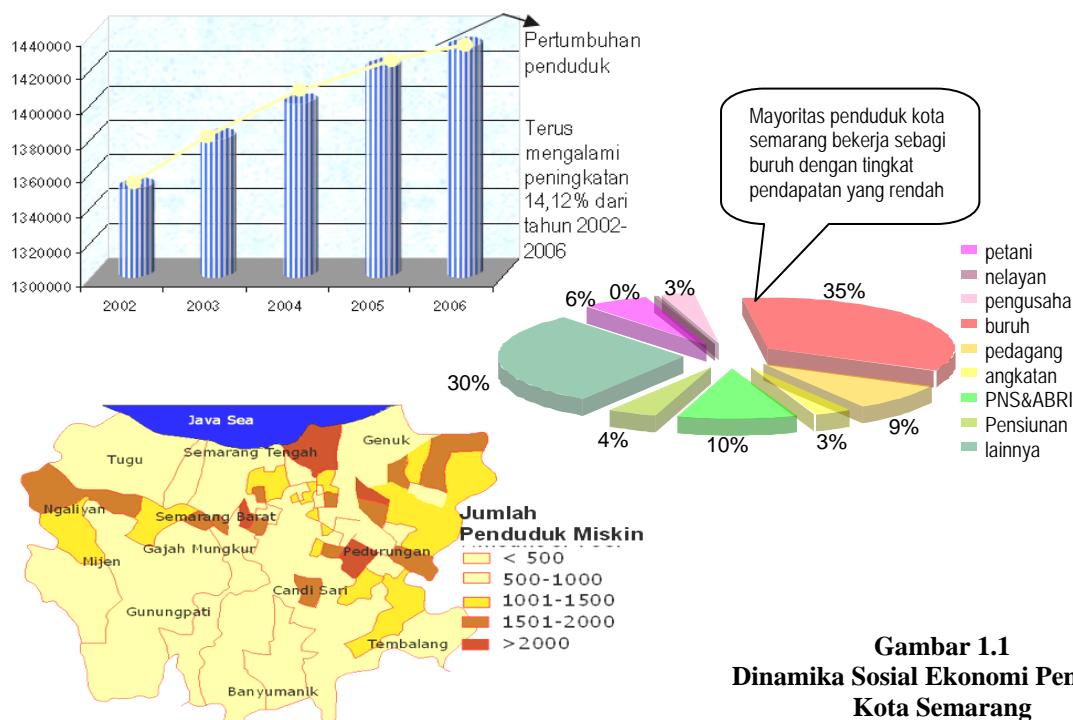 1440000
1420000
1400000
1380000
1360000
1340000
1320000
1300000
2002 2003 2004 2005 2006
Pertumbuhan
penduduk
Terus
mengalami
peningkatan
14,12% dari
tahun 2002-
2006
Mayoritas penduduk kota
semarang bekerja sebagi
buruh dengan tingkat
pendapatan yang rendah
6% 0% 3% 35%
30%
4% 10% 3% 9%
petani
nelayan
pengusaha
buruh
pedagang
angkatan
PNS&ABRI
Pensiunan
lainnya
Java Sea
Tugu
Semarang Tengah
Genuk
Ngaliyan
Semarang Barat
Gajah Mungkur
Pedurungan
Mijen
Candi Sari
Gunungpati
Tembalang
Banyumanik
Jumlah
Penduduk Miskin
< 500
500-1000
1001-1500
1501-2000
>2000
Gambar 1.1
Dinamika Sosial Ekonomi Pen
Kota Semarang